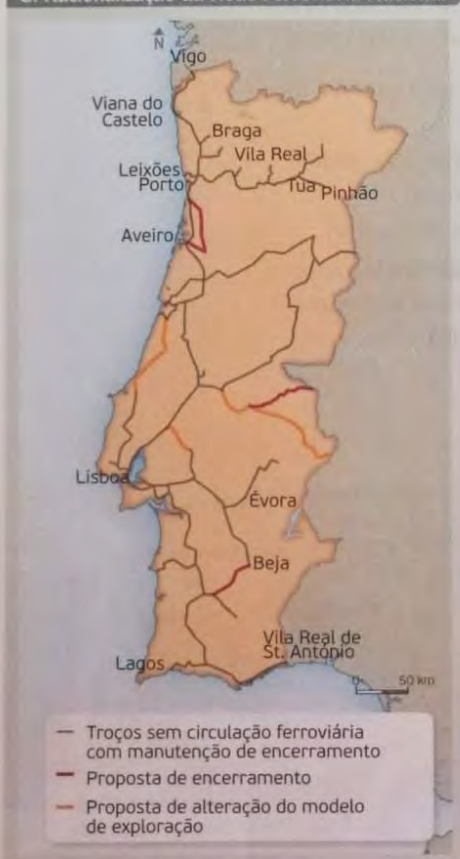 N
Vigo
Viana do
Castelo
Braga
Vila Real
Leixões
Porto
Tua
Pinhão
Aveiro
Lisboa
Évora
Beja
Vila Real de
St. António
Lagos
0
50 km
Troços sem circulação ferroviária
com manutenção de encerramento
Proposta de encerramento
Proposta de alteração do modelo
de exploração